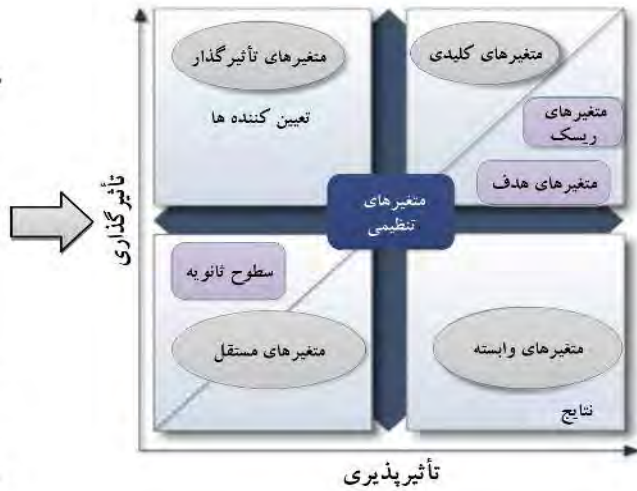 متغیرهای کلیدی
متغیرهای تأثیرگذار
تعیین کننده ها
متغیرهای
ریسک
متغیرهای هدف
متغیرهای
تنظیمی
تأثیرگذاری
سطوح ثانویه
متغیرهای مستقل
متغیرهای وابسته
نتایج
تأثیرپذیری